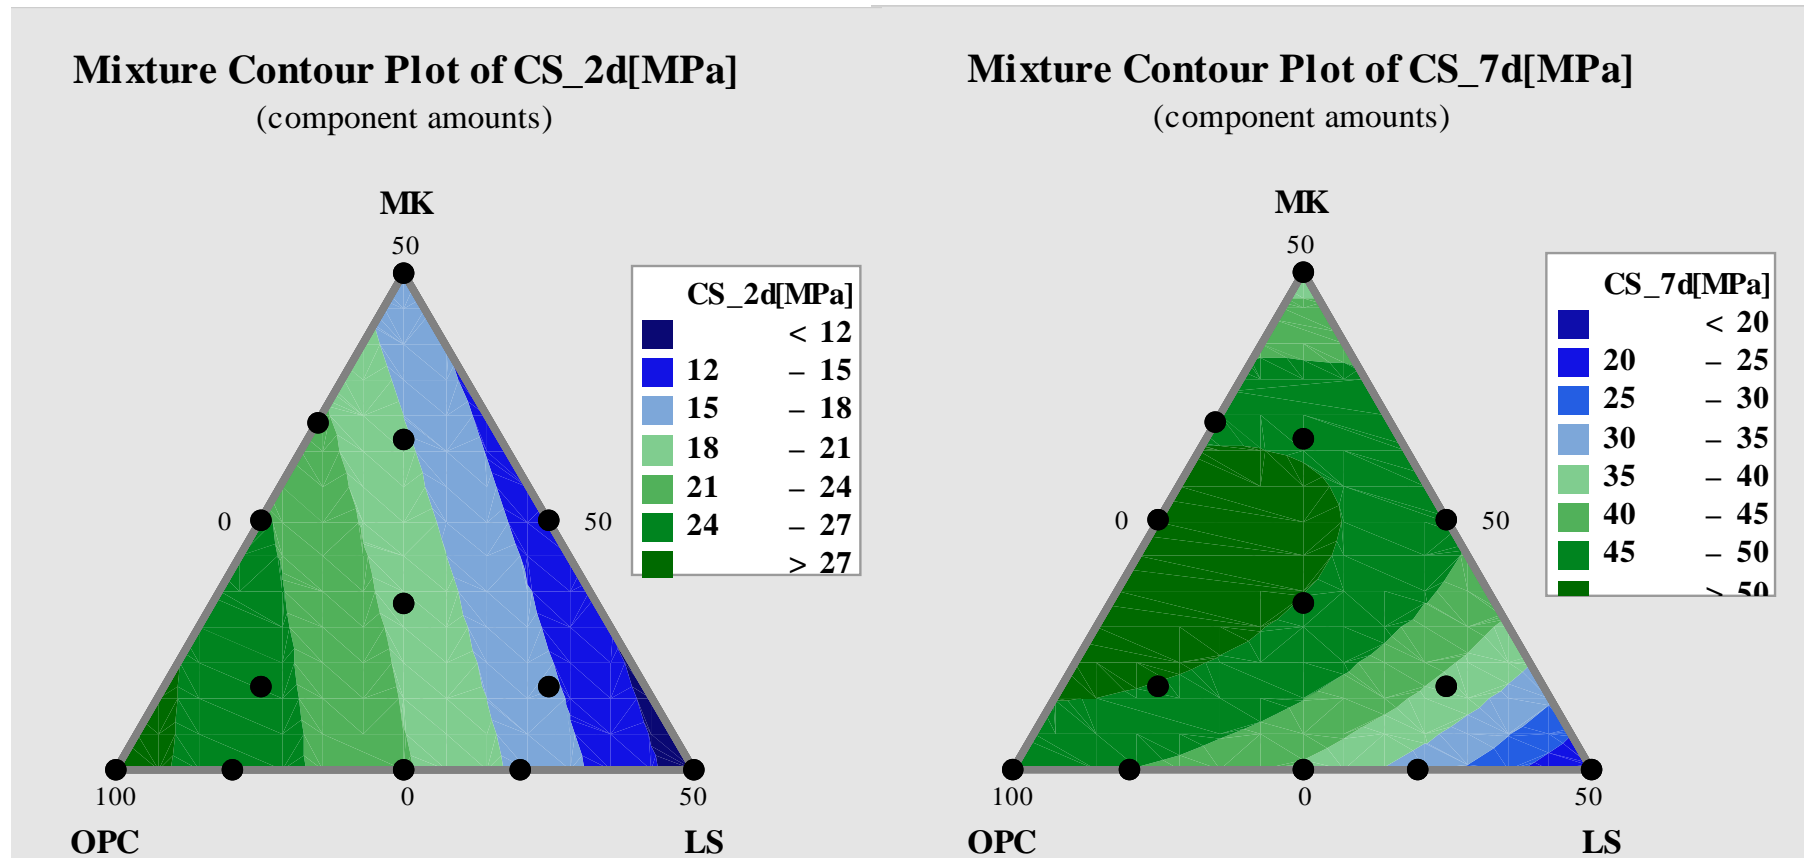 Mixture Contour Plot of CS_2d[MPa]
(component amounts)
MK
50
0
50
100
0
50
OPC
LS
CS_2d[MPa]
< 12
12 – 15
15 – 18
18 – 21
21 – 24
24 – 27
> 27
Mixture Contour Plot of CS_7d[MPa]
(component amounts)
MK
50
0
50
100
0
50
OPC
LS
CS_7d[MPa]
< 20
20 – 25
25 – 30
30 – 35
35 – 40
40 – 45
45 – 50
> 50